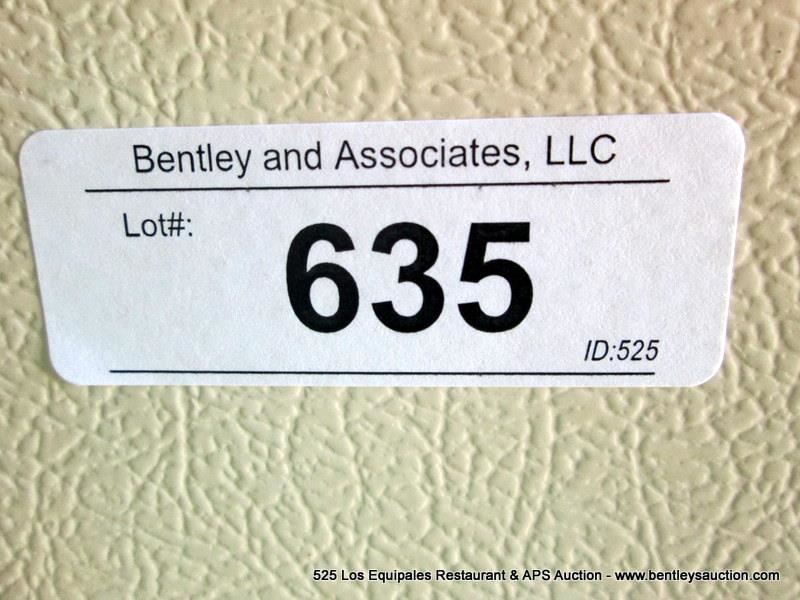 Bentley and Associates, LLC
Lot#:
635
ID:525
525 Los Equipales Restaurant & APS Auction - www.bentleysauction.com